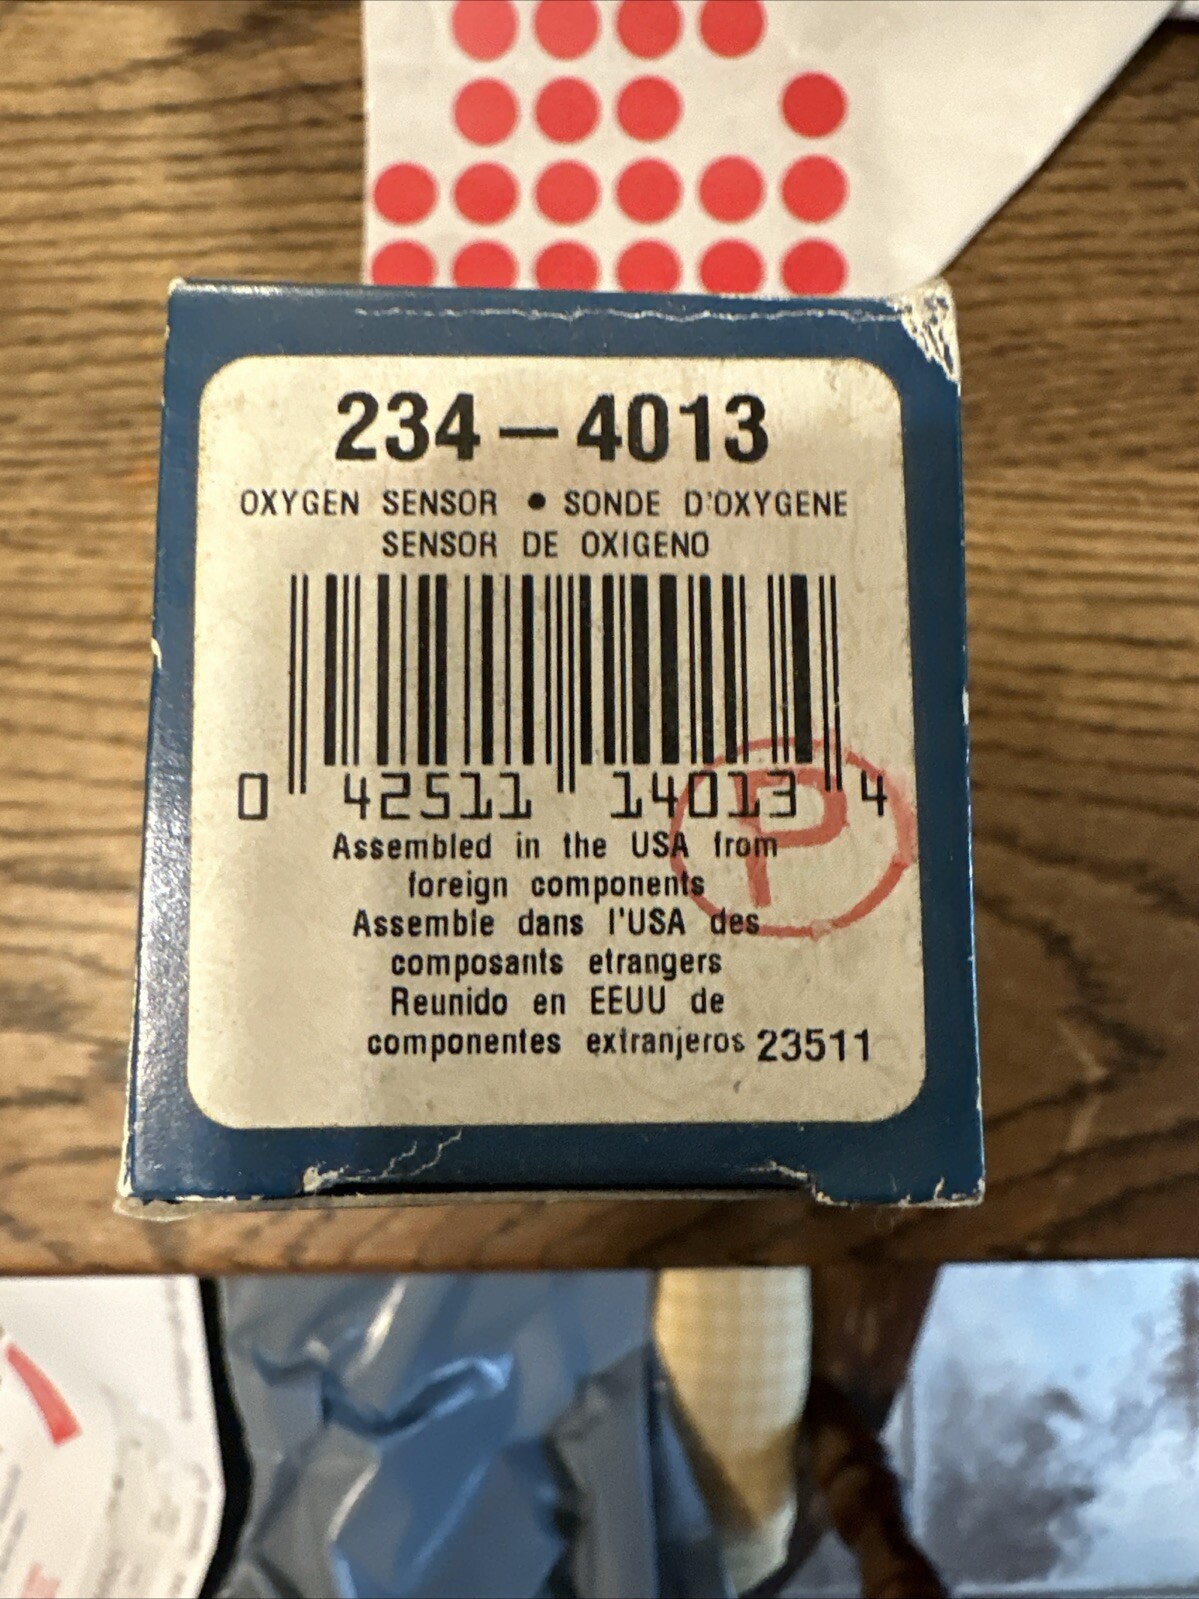 234-4013
OXYGEN SENSOR • SONDE D'OXYGENE
SENSOR DE OXIGENO
0 42511 14013 4
P
Assembled in the USA from
foreign components
Assemble dans l'USA des
composants etrangers
Reunido en EEUU de
componentes extranjeros 23511